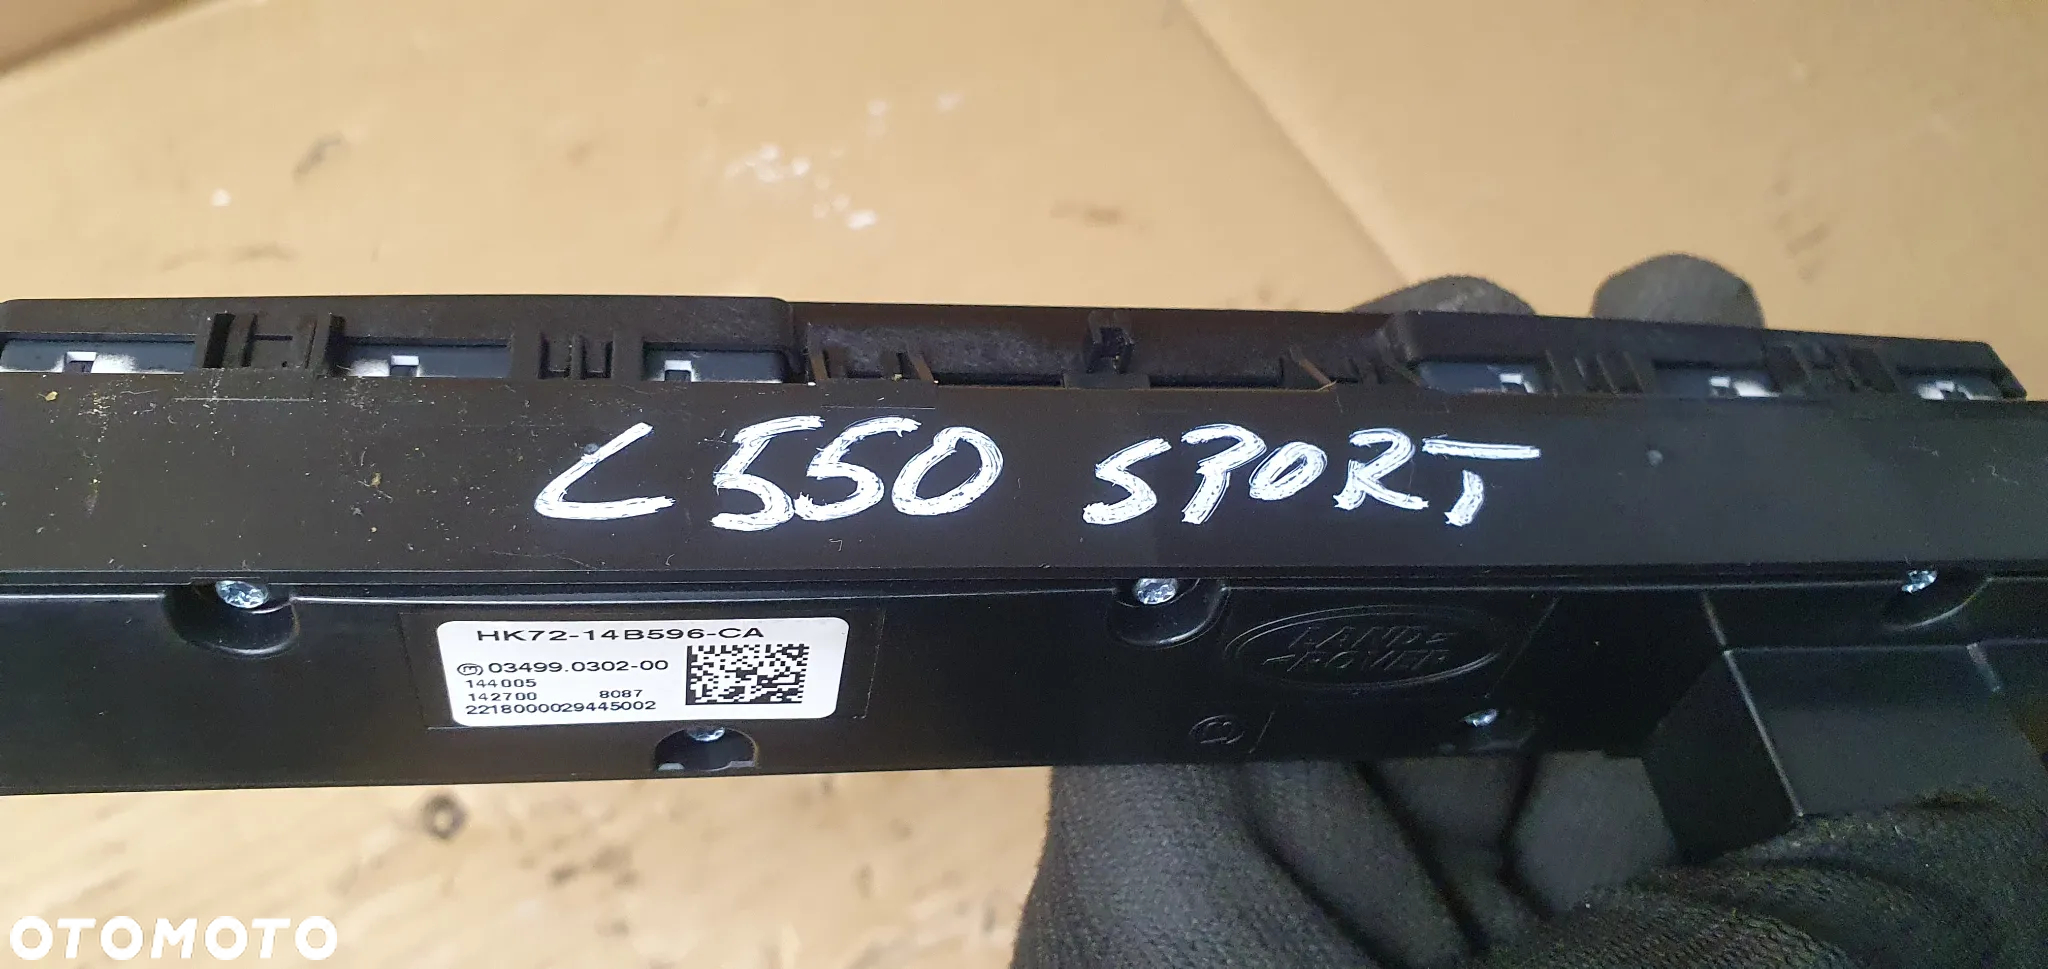 L550 SPORT
HK72-14B596-CA
03499.0302-00
144005
142700 8087
2218000029445002
LAND ROVER
OTOMOTO